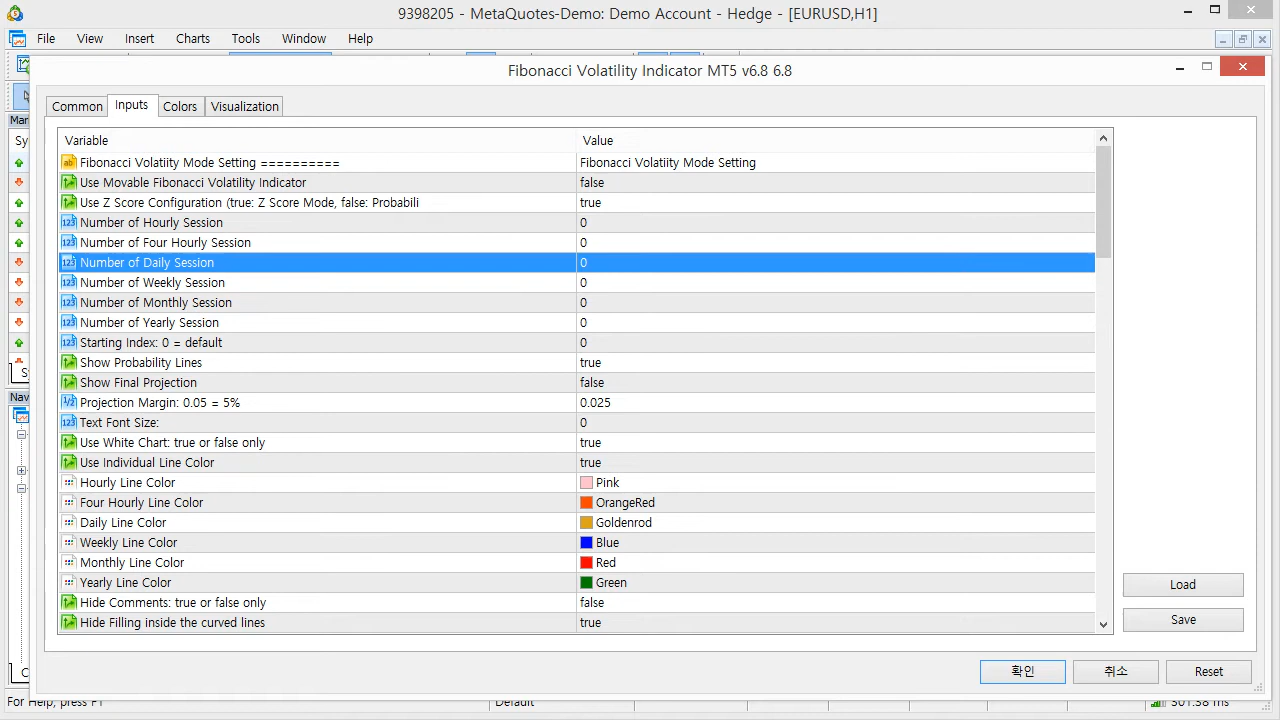 9398205 - MetaQuotes-Demo: Demo Account - Hedge - [EURUSD,H1]
File View Insert Charts Tools Window Help
Fibonacci Volatility Indicator MT5 v6.8 6.8
Common Inputs Colors Visualization
Mar
Sy
Variable Value
Fibonacci Volatiity Mode Setting ========== Fibonacci Volatiity Mode Setting
Use Movable Fibonacci Volatility Indicator false
Use Z Score Configuration (true: Z Score Mode, false: Probabili true
Number of Hourly Session 0
Number of Four Hourly Session 0
Number of Daily Session 0
Number of Weekly Session 0
Number of Monthly Session 0
Number of Yearly Session 0
Starting Index: 0 = default 0
Show Probability Lines true
Sy
Show Final Projection false
Nav
Projection Margin: 0.05 = 5% 0.025
Text Font Size: 0
Use White Chart: true or false only true
Use Individual Line Color true
Hourly Line Color Pink
Four Hourly Line Color OrangeRed
Daily Line Color Goldenrod
Weekly Line Color Blue
Monthly Line Color Red
Yearly Line Color Green
Hide Comments: true or false only false
Hide Filling inside the curved lines true
Load
Save
확인 취소 Reset
C
For Help, press F1 Default 301.38 ms